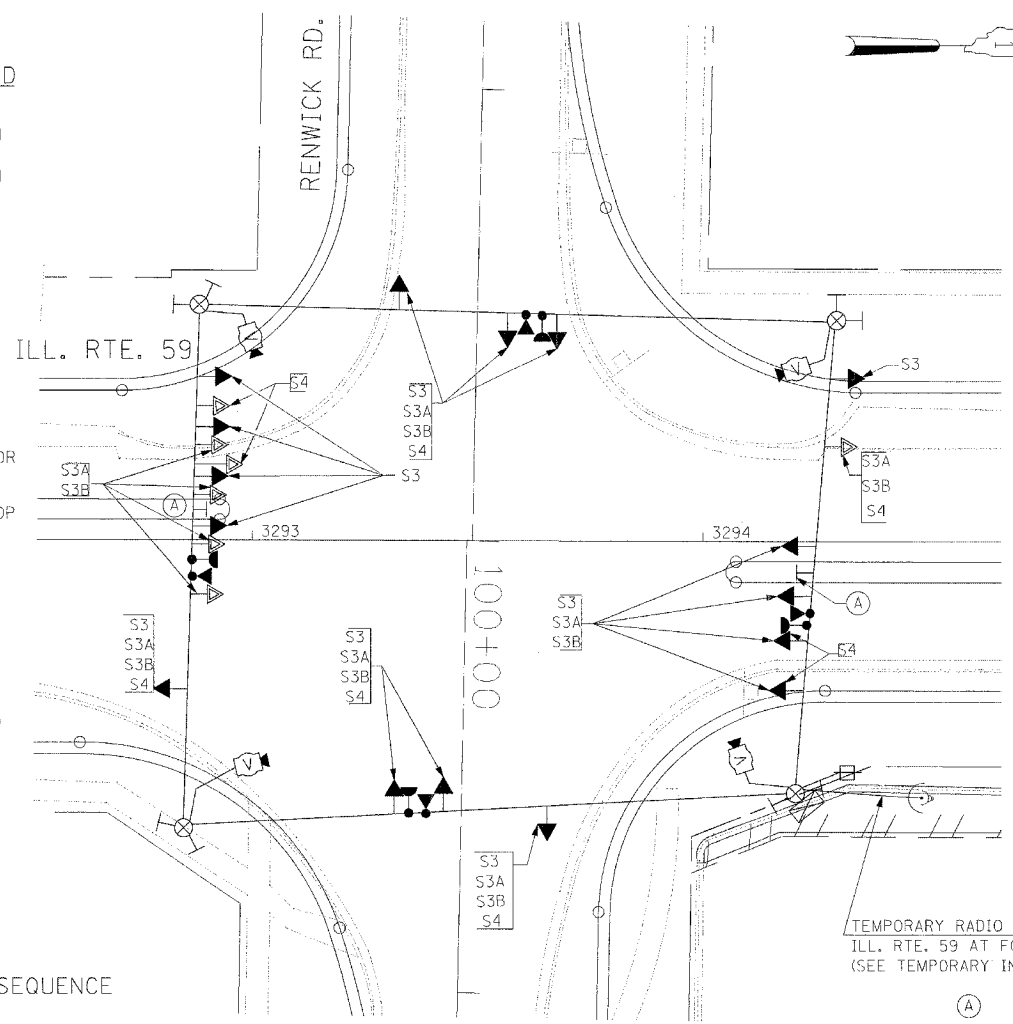 D
RENWICK RD.
ILL. RTE. 59
S4
S3
S3A
S3B
S4
S3
OR
S3A
S3B
A
S3
S3A
S3B
S4
OP
3293
3294
100+00
S3
S3A
S3B
A
S4
S3
S3A
S3B
S4
S3
S3A
S3B
S4
V
V
V
S3
S3A
S3B
S4
TEMPORARY RADIO
ILL. RTE. 59 AT FO
(SEE TEMPORARY IN
SEQUENCE
A